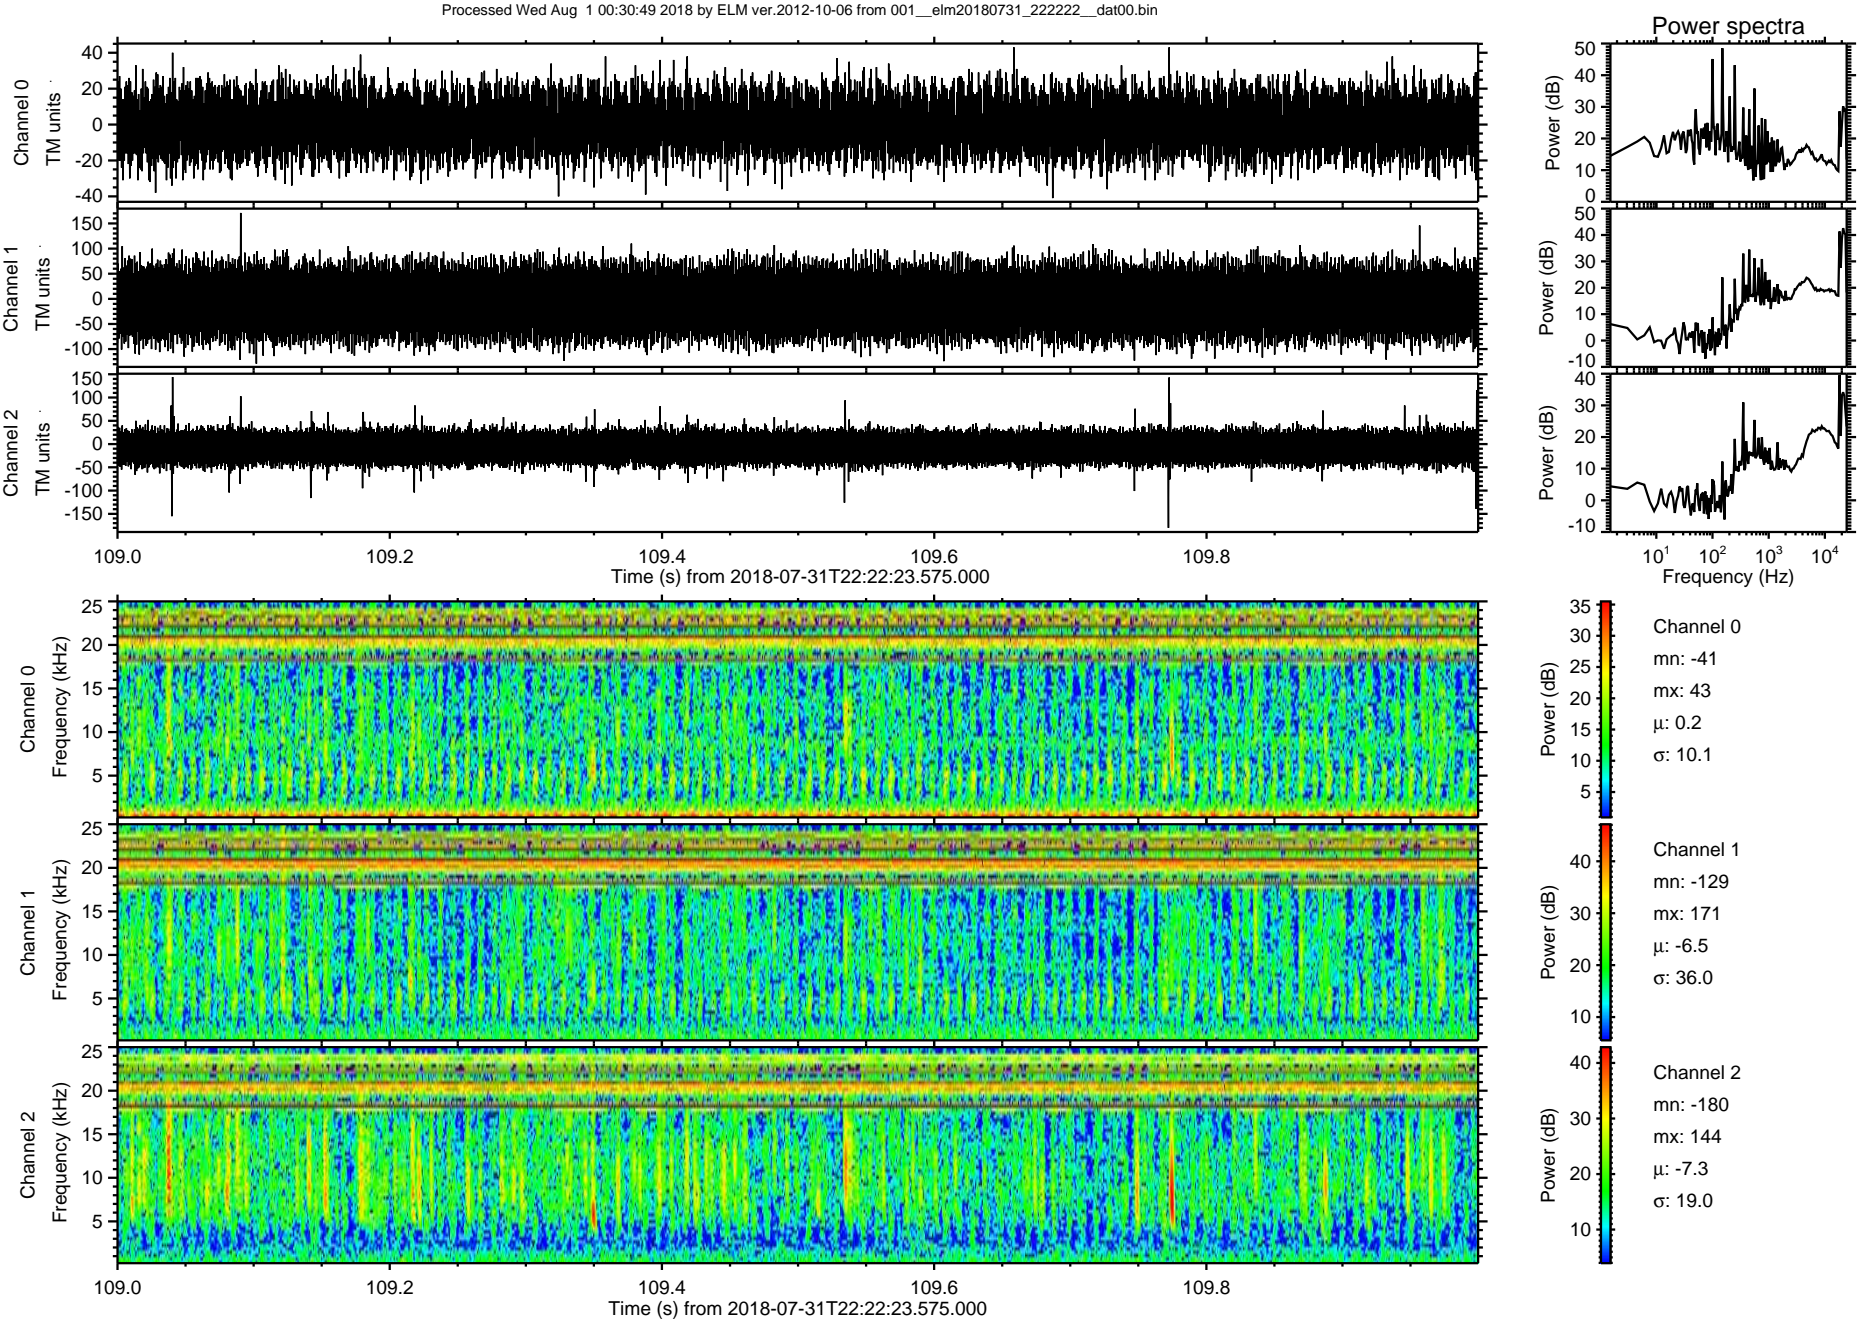 Processed Wed Aug  1 00:30:49 2018 by ELM ver.2012-10-06 from 001__elm20180731_222222__dat00.bin
Power spectra
Channel 0
TM units
40
20
0
-20
-40
Power (dB)
50
40
30
20
10
0
Channel 1
TM units
150
100
50
0
-50
-100
Power (dB)
50
40
30
20
10
0
-10
Channel 2
TM units
150
100
50
0
-50
-100
-150
Power (dB)
40
30
20
10
0
-10
109.0 109.2 109.4 109.6 109.8
Time (s) from 2018-07-31T22:22:23.575.000
10¹ 10² 10³ 10⁴
Frequency (Hz)
Channel 0
Frequency (kHz)
25
20
15
10
5
Power (dB)
35
30
25
20
15
10
5
Channel 0
mn: -41
mx: 43
μ: 0.2
σ: 10.1
Channel 1
Frequency (kHz)
25
20
15
10
5
Power (dB)
40
30
20
10
Channel 1
mn: -129
mx: 171
μ: -6.5
σ: 36.0
Channel 2
Frequency (kHz)
25
20
15
10
5
Power (dB)
40
30
20
10
Channel 2
mn: -180
mx: 144
μ: -7.3
σ: 19.0
109.0 109.2 109.4 109.6 109.8
Time (s) from 2018-07-31T22:22:23.575.000